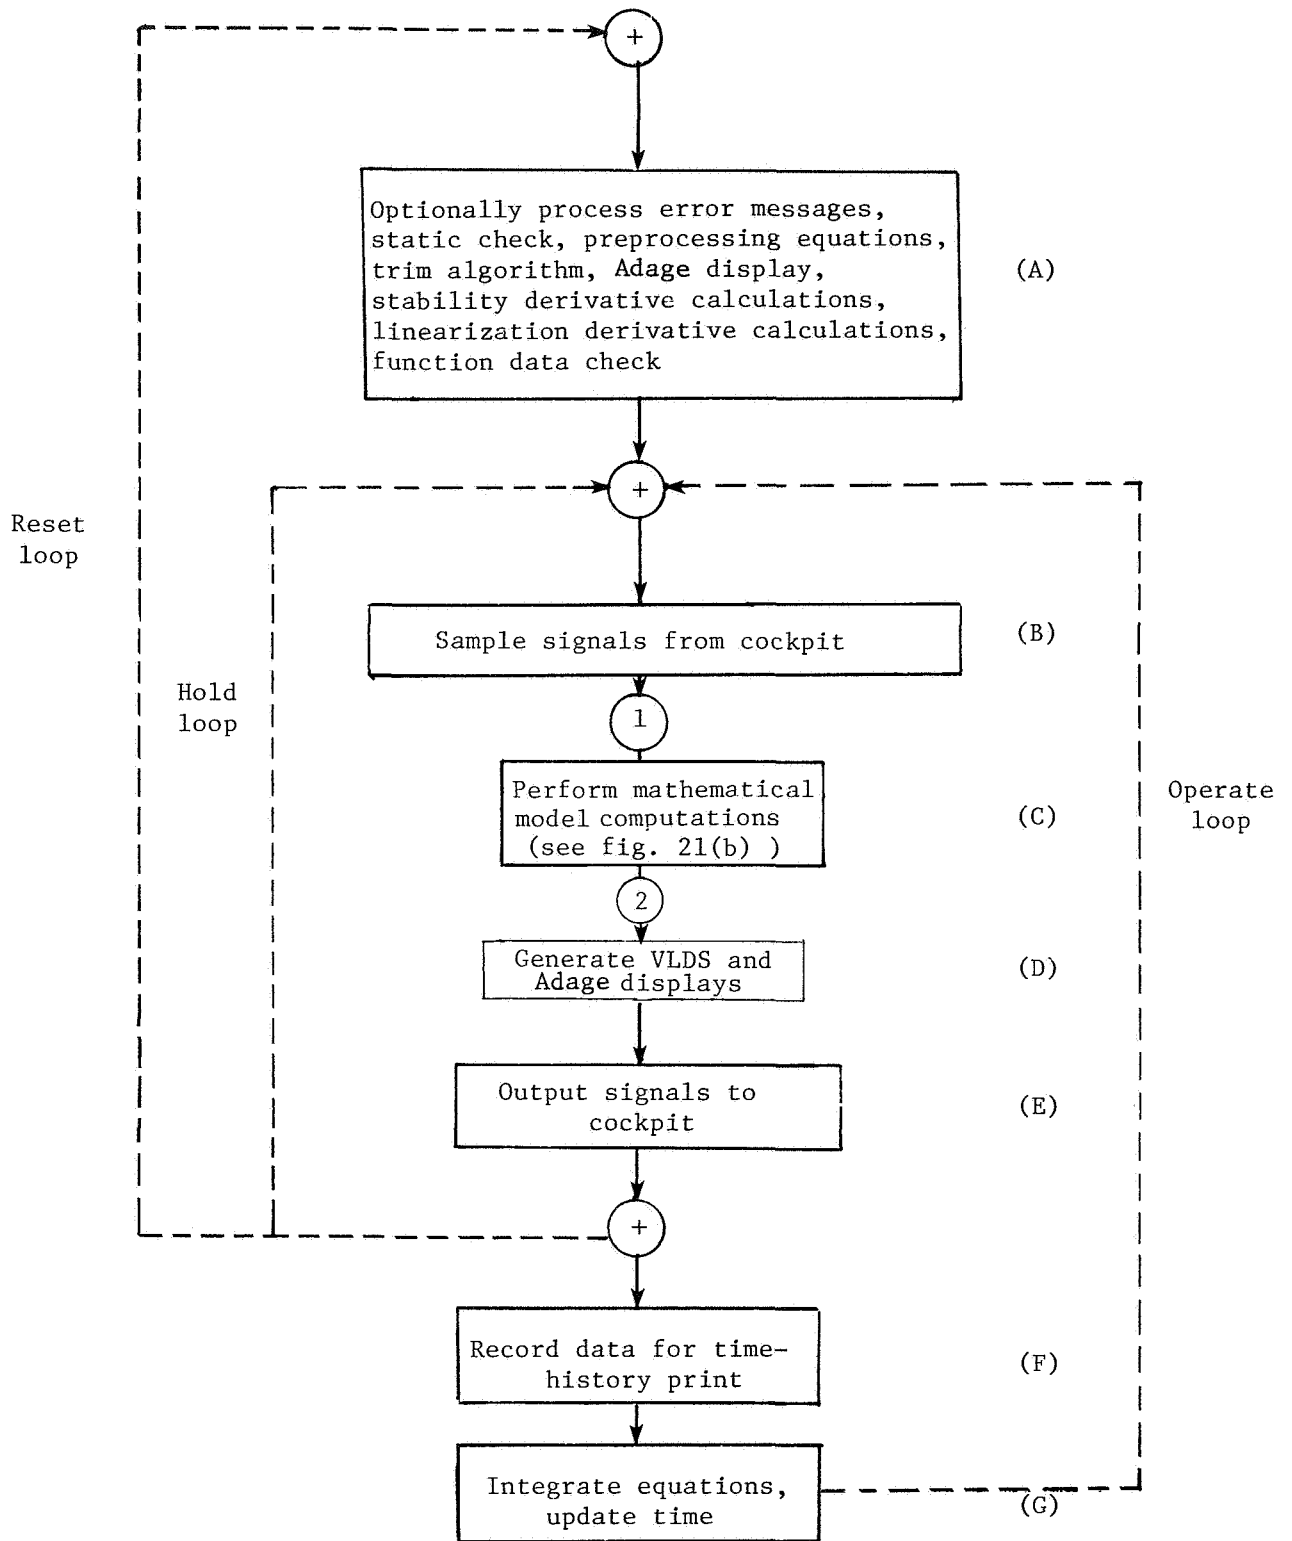 +
Optionally process error messages,
static check, preprocessing equations,
trim algorithm, Adage display,
stability derivative calculations,
linearization derivative calculations,
function data check
(A)
+
Reset
loop
Sample signals from cockpit
(B)
Hold
loop
1
Perform mathematical
model computations
(see fig. 21(b) )
(C)
Operate
loop
2
Generate VLDS and
Adage displays
(D)
Output signals to
cockpit
(E)
+
Record data for time-
history print
(F)
Integrate equations,
update time
(G)